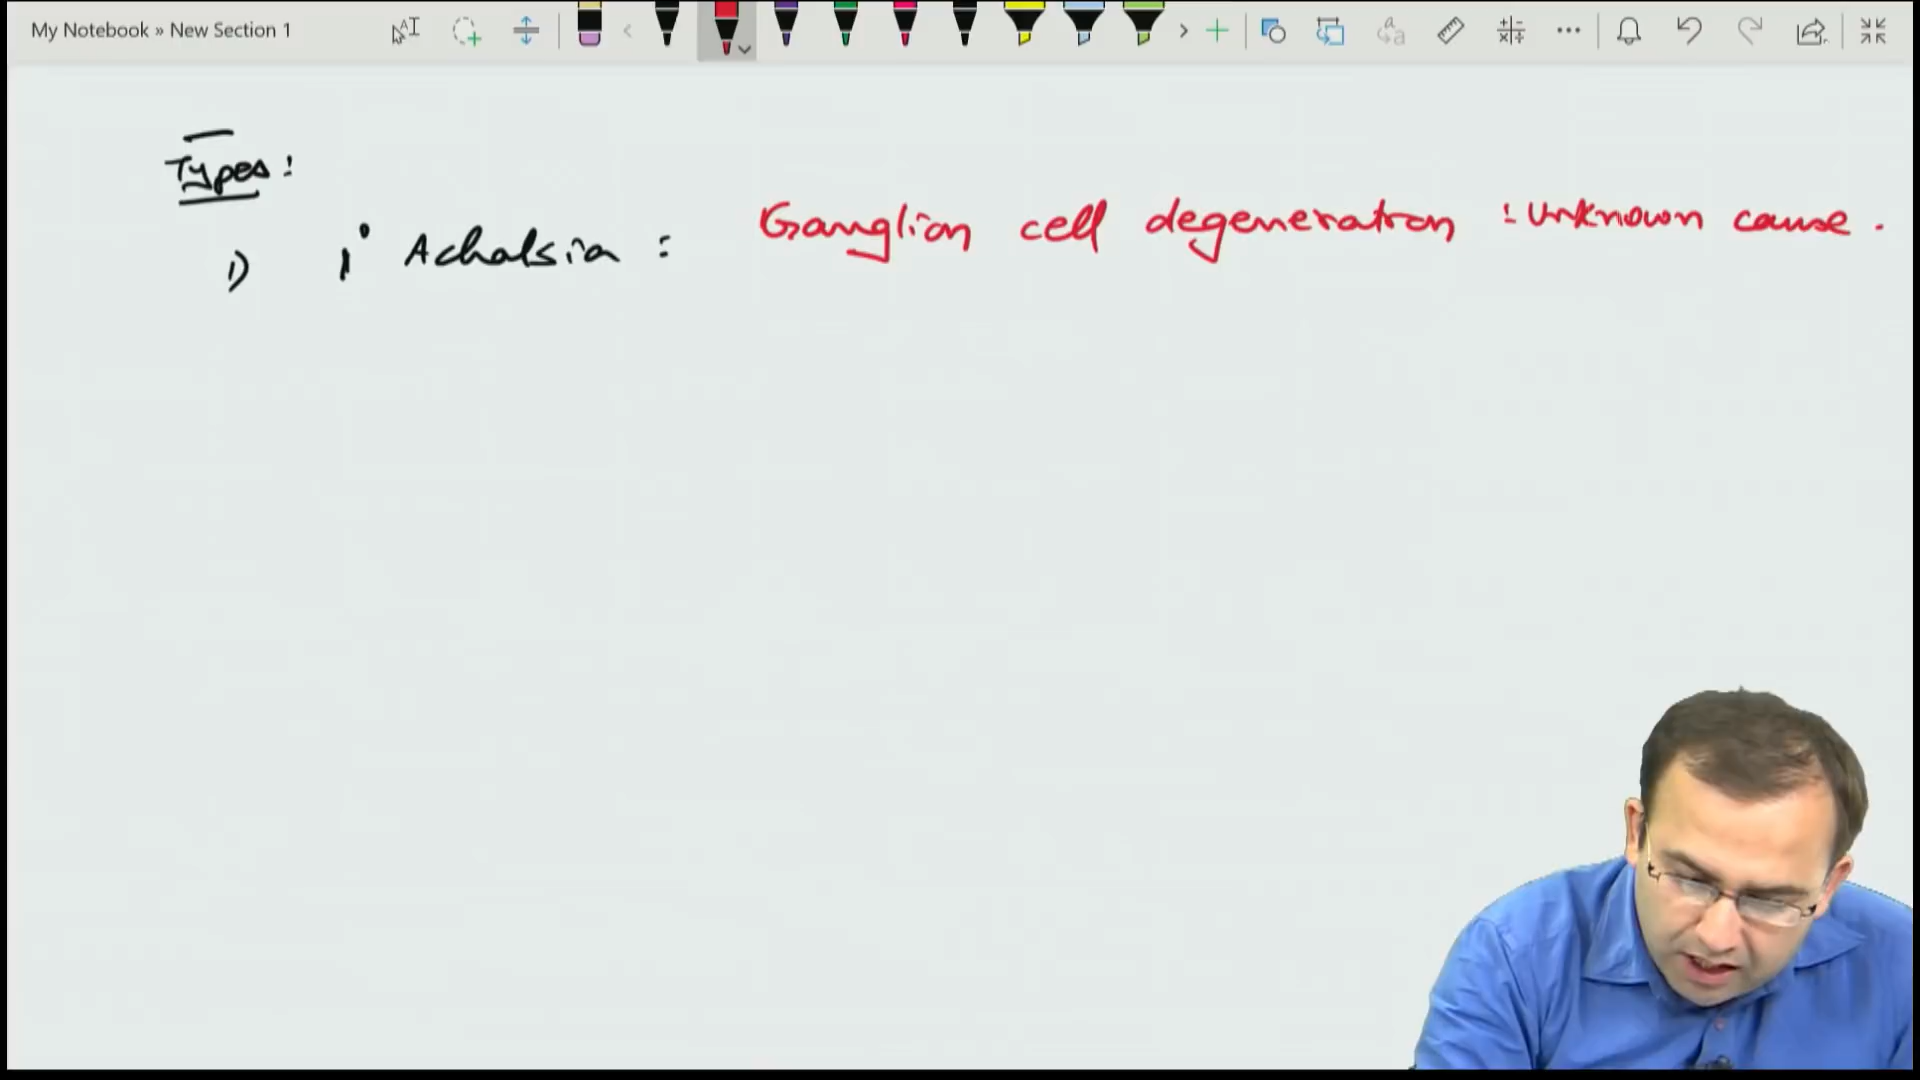 My Notebook » New Section 1
Types:
1) 1° Achalsia : Ganglion cell degeneration : Unknown cause.